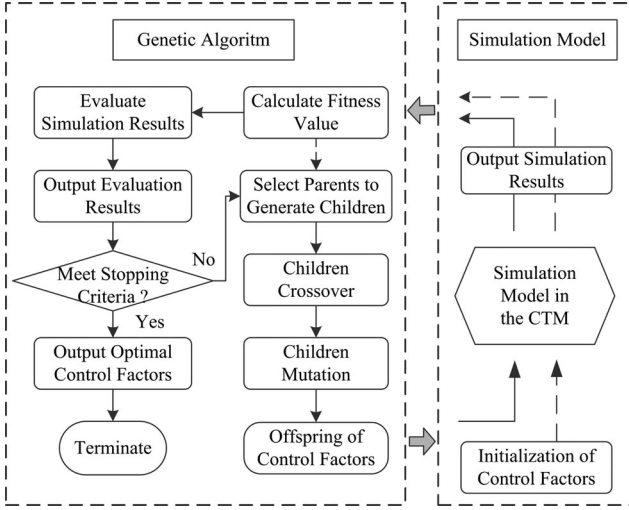 Genetic Algoritm
Evaluate
Simulation Results
Calculate Fitness
Value
Output Evaluation
Results
Select Parents to
Generate Children
No
Meet Stopping
Criteria ?
Children
Crossover
Yes
Output Optimal
Control Factors
Children
Mutation
Terminate
Offspring of
Control Factors
Simulation Model
Output Simulation
Results
Simulation
Model in
the CTM
Initialization of
Control Factors